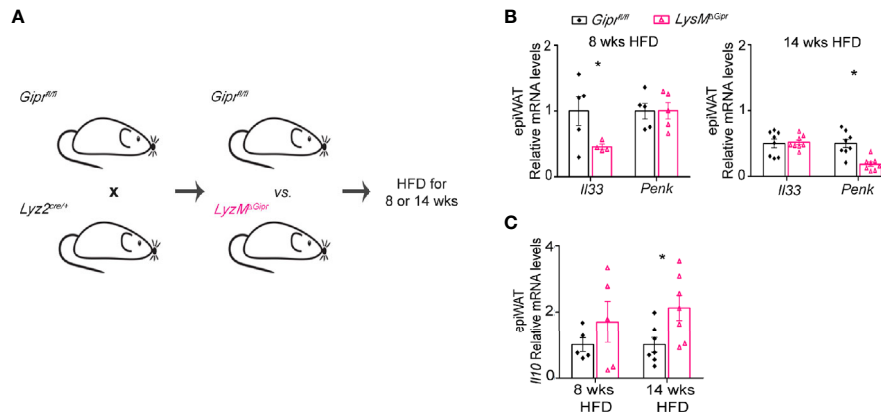 A
Gipr^fl/fl
Gipr^fl/fl
x
vs.
HFD for
8 or 14 wks
Lyz2^cre/+
LyzM^ΔGipr
B
Gipr^fl/fl
LysM^ΔGipr
8 wks HFD
epiWAT
Relative mRNA levels
2
1
0
*
Il33
Penk
14 wks HFD
epiWAT
Relative mRNA levels
2
1
0
*
Il33
Penk
C
epiWAT
Il10 Relative mRNA levels
4
2
0
*
8 wks
HFD
14 wks
HFD